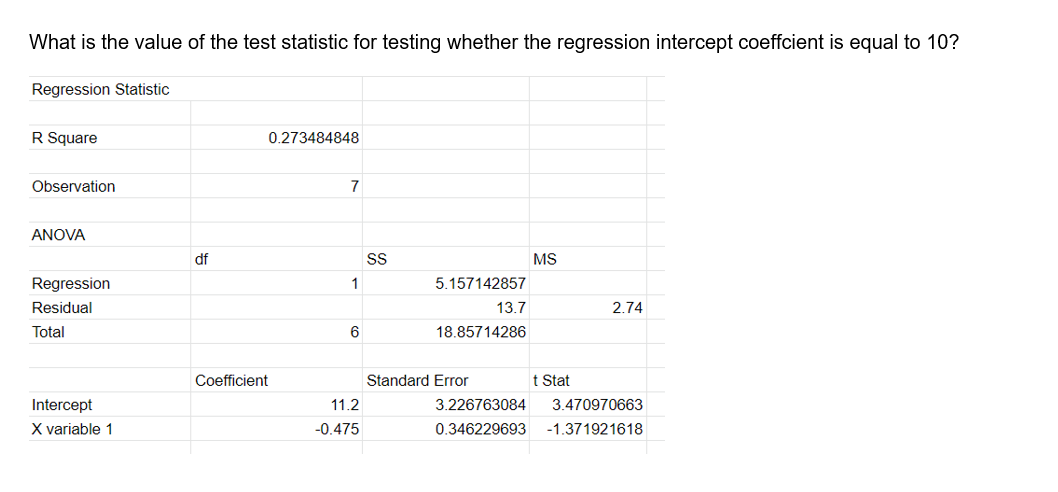 What is the value of the test statistic for testing whether the regression intercept coeffcient is equal to 10?
Regression Statistic
R Square 0.273484848
Observation 7
ANOVA
df SS MS
Regression 1 5.157142857
Residual 13.7 2.74
Total 6 18.85714286
Coefficient Standard Error t Stat
Intercept 11.2 3.226763084 3.470970663
X variable 1 -0.475 0.346229693 -1.371921618